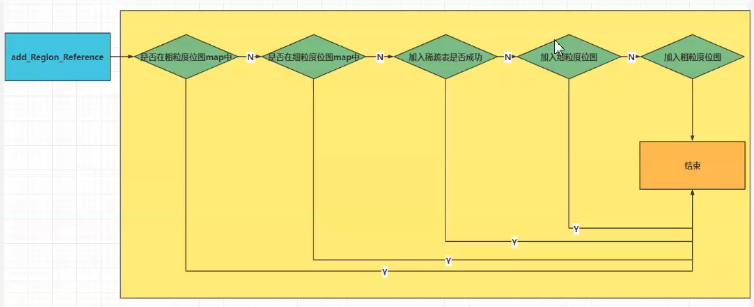 add_Region_Reference
是否在粗粒度位图map中
N
是否在细粒度位图map中
N
加入稀疏表是否成功
N
加入细粒度位图
N
加入粗粒度位图
结束
Y
Y
Y
Y